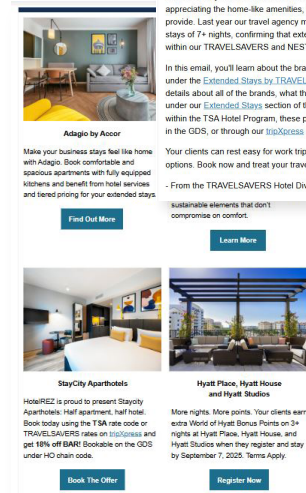 appreciating the home-like amenities,
provide. Last year our travel agency m
stays of 7+ nights, confirming that exte
within our TRAVELSAVERS and NEST
In this email, you'll learn about the bra
under the Extended Stays by TRAVEL
details about all of the brands, what th
under our Extended Stays section of th
within the TSA Hotel Program, these p
in the GDS, or through our tripXpress
Your clients can rest easy for work trip
options. Book now and treat your trave
- From the TRAVELSAVERS Hotel Div
Adagio by Accor
Make your business stays feel like home
with Adagio. Book comfortable and
spacious apartments with fully equipped
kitchens and benefit from hotel services
and tiered pricing for your extended stays.
Find Out More
sustainable elements that don't
compromise on comfort.
Learn More
StayCity Aparthotels
HotelREZ is proud to present Staycity
Aparthotels: Half apartment, half hotel.
Book today using the TSA rate code or
TRAVELSAVERS rates on tripXpress and
get 18% off BAR! Bookable on the GDS
under HO chain code.
Book The Offer
Hyatt Place, Hyatt House
and Hyatt Studios
More nights. More points. Your clients earn
extra World of Hyatt Bonus Points on 3+
nights at Hyatt Place, Hyatt House, and
Hyatt Studios when they register and stay
by September 7, 2025. Terms Apply.
Register Now